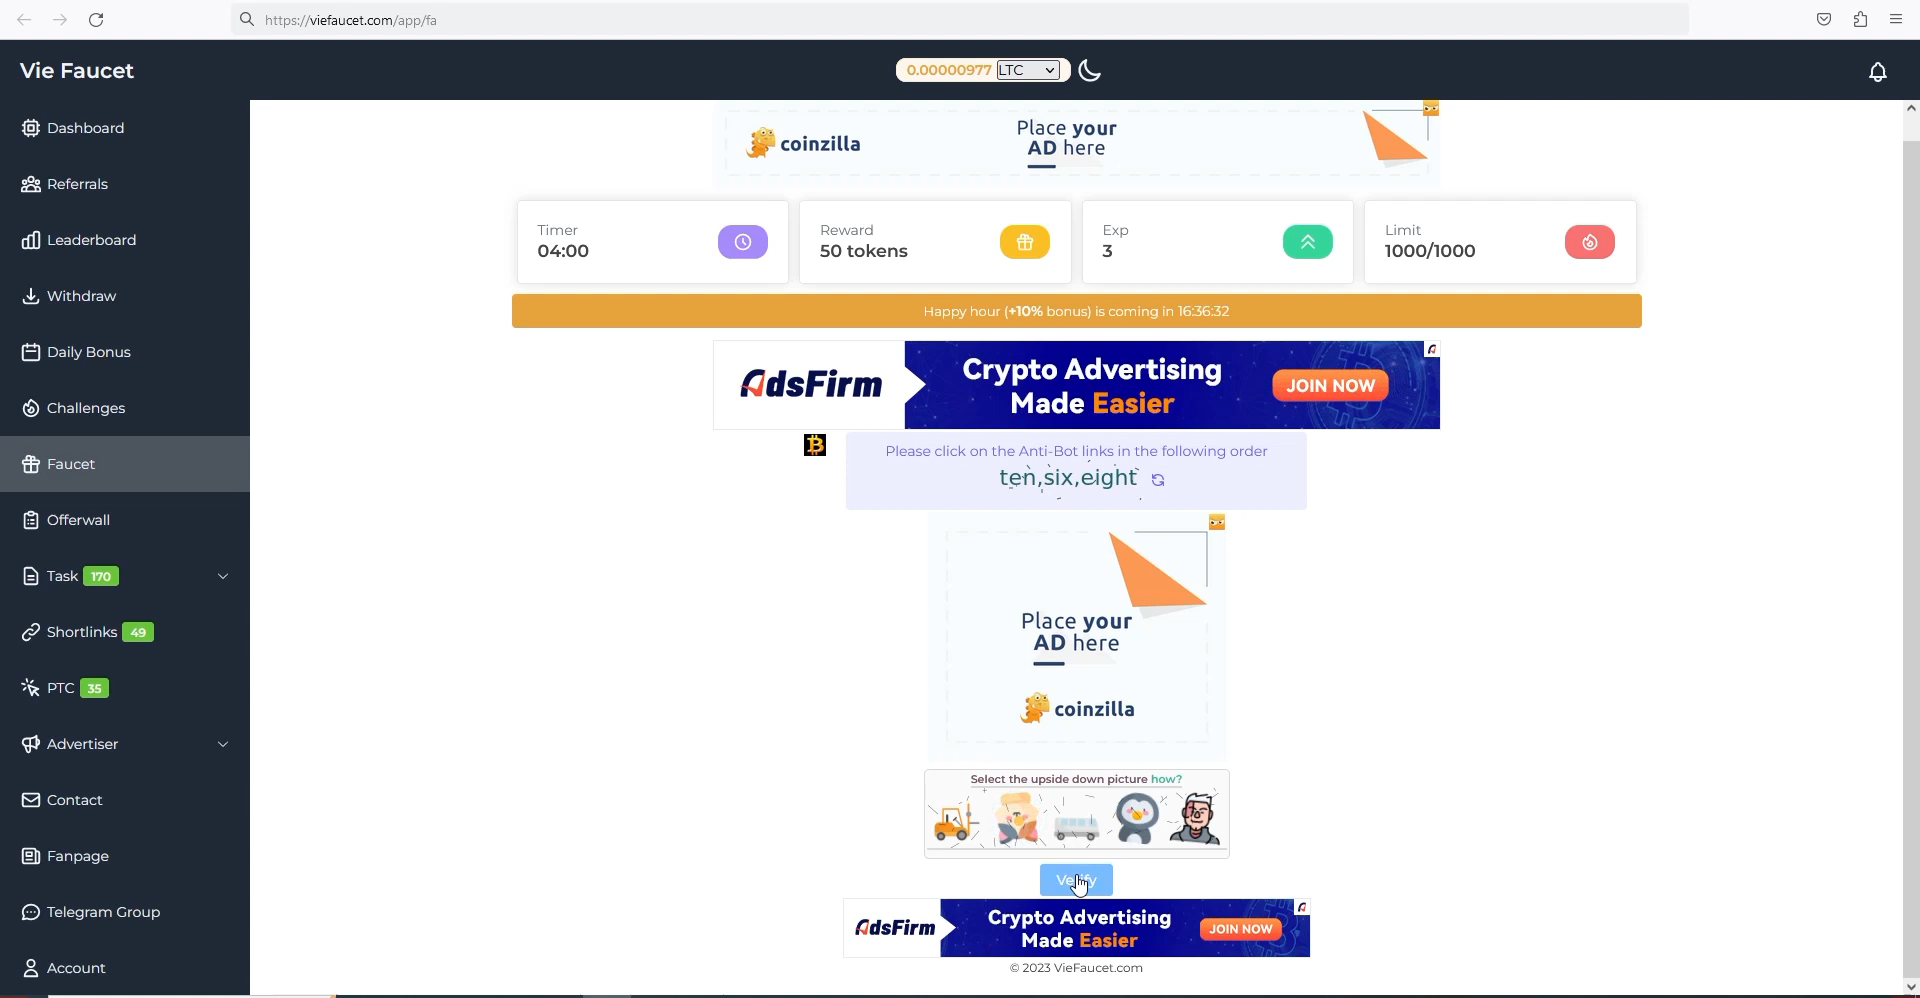 https://viefaucet.com/app/fa
Vie Faucet
0.00000977 LTC
Dashboard
Referrals
Leaderboard
Withdraw
Daily Bonus
Challenges
Faucet
Offerwall
Task 170
Shortlinks 49
PTC 35
Advertiser
Contact
Fanpage
Telegram Group
Account
coinzilla
Place your
AD here
Timer
04:00
Reward
50 tokens
Exp
3
Limit
1000/1000
Happy hour (+10% bonus) is coming in 16:36:32
AdsFirm
Crypto Advertising
Made Easier
JOIN NOW
Please click on the Anti-Bot links in the following order
ten,six,eight
Place your
AD here
coinzilla
Select the upside down picture how?
Verify
AdsFirm
Crypto Advertising
Made Easier
JOIN NOW
© 2023 VieFaucet.com